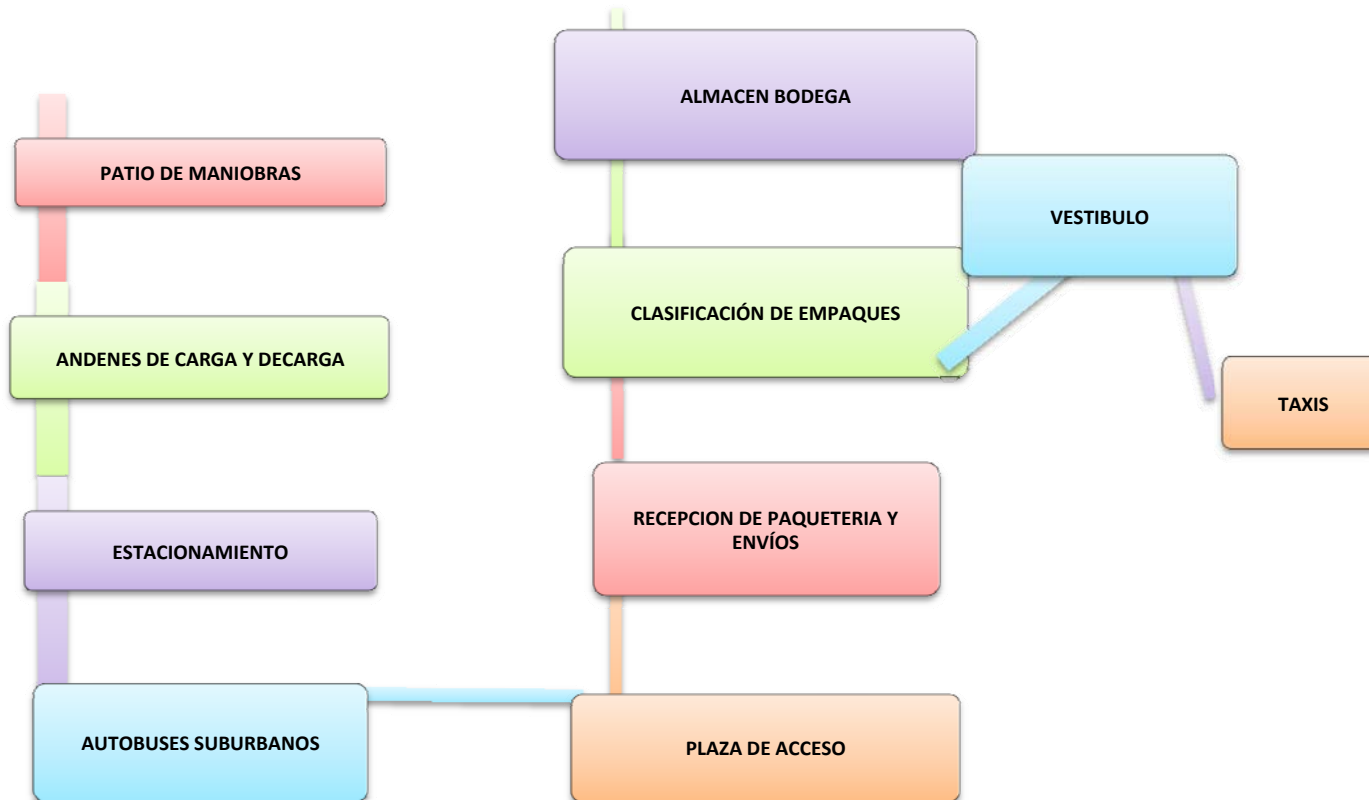 PATIO DE MANIOBRAS
ANDENES DE CARGA Y DECARGA
ESTACIONAMIENTO
AUTOBUSES SUBURBANOS
ALMACEN BODEGA
CLASIFICACIÓN DE EMPAQUES
RECEPCION DE PAQUETERIA Y
ENVÍOS
PLAZA DE ACCESO
VESTIBULO
TAXIS